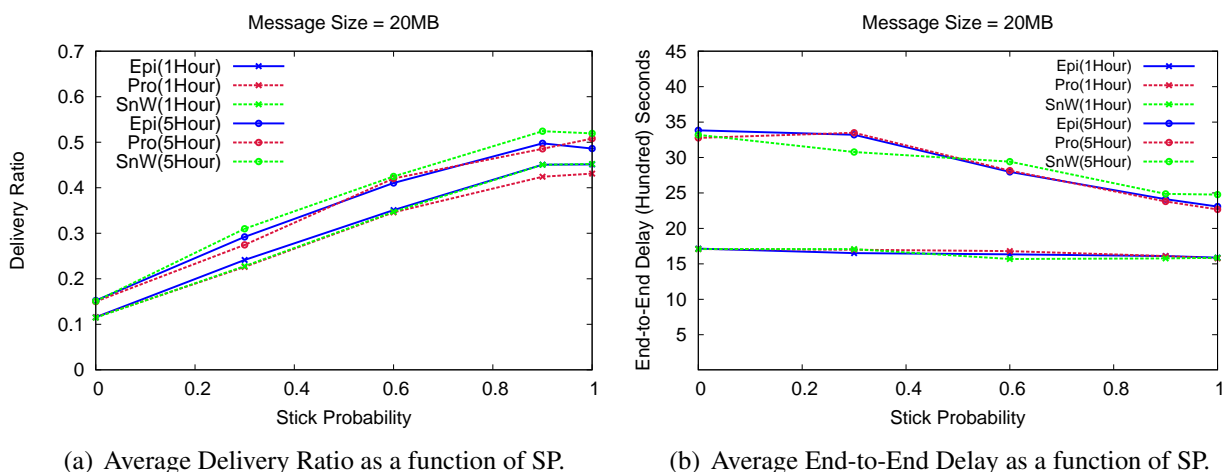 Message Size = 20MB
Delivery Ratio
0.7
0.6
0.5
0.4
0.3
0.2
0.1
0
Epi(1Hour)
Pro(1Hour)
SnW(1Hour)
Epi(5Hour)
Pro(5Hour)
SnW(5Hour)
0 0.2 0.4 0.6 0.8 1
Stick Probability
(a) Average Delivery Ratio as a function of SP.
Message Size = 20MB
End-to-End Delay (Hundred) Seconds
45
40
35
30
25
20
15
10
5
Epi(1Hour)
Pro(1Hour)
SnW(1Hour)
Epi(5Hour)
Pro(5Hour)
SnW(5Hour)
0 0.2 0.4 0.6 0.8 1
Stick Probability
(b) Average End-to-End Delay as a function of SP.